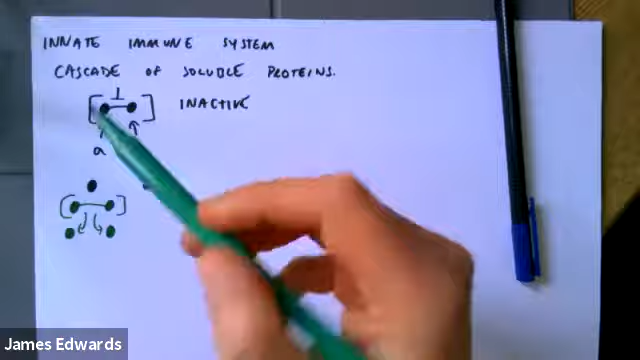 INNATE IMMUNE SYSTEM
CASCADE OF SOLUBLE PROTEINS.
INACTIVE
a
James Edwards